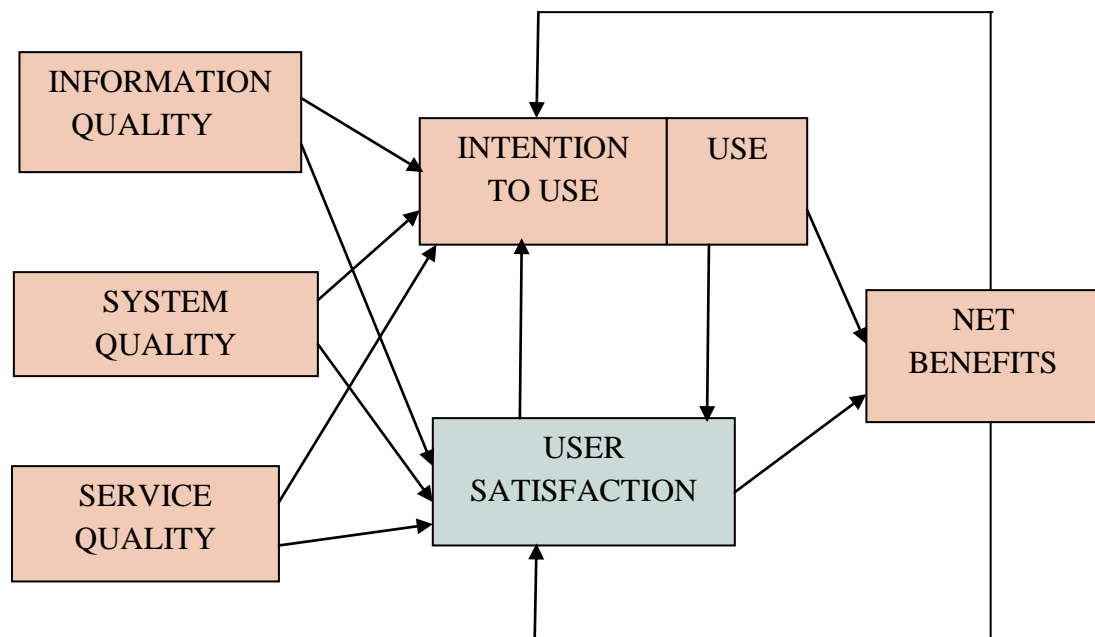 INFORMATION
QUALITY
INTENTION
TO USE
USE
SYSTEM
QUALITY
NET
BENEFITS
USER
SATISFACTION
SERVICE
QUALITY